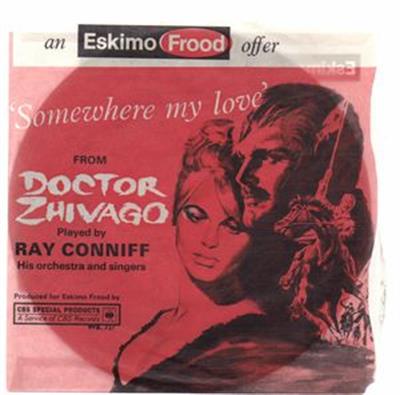 an Eskimo Frood offer
'Somewhere my love'
FROM
DOCTOR
ZHIVAGO
Played by
RAY CONNIFF
His orchestra and singers
Produced for Eskimo Frood by
CBS SPECIAL PRODUCTS
A Service of CBS Records